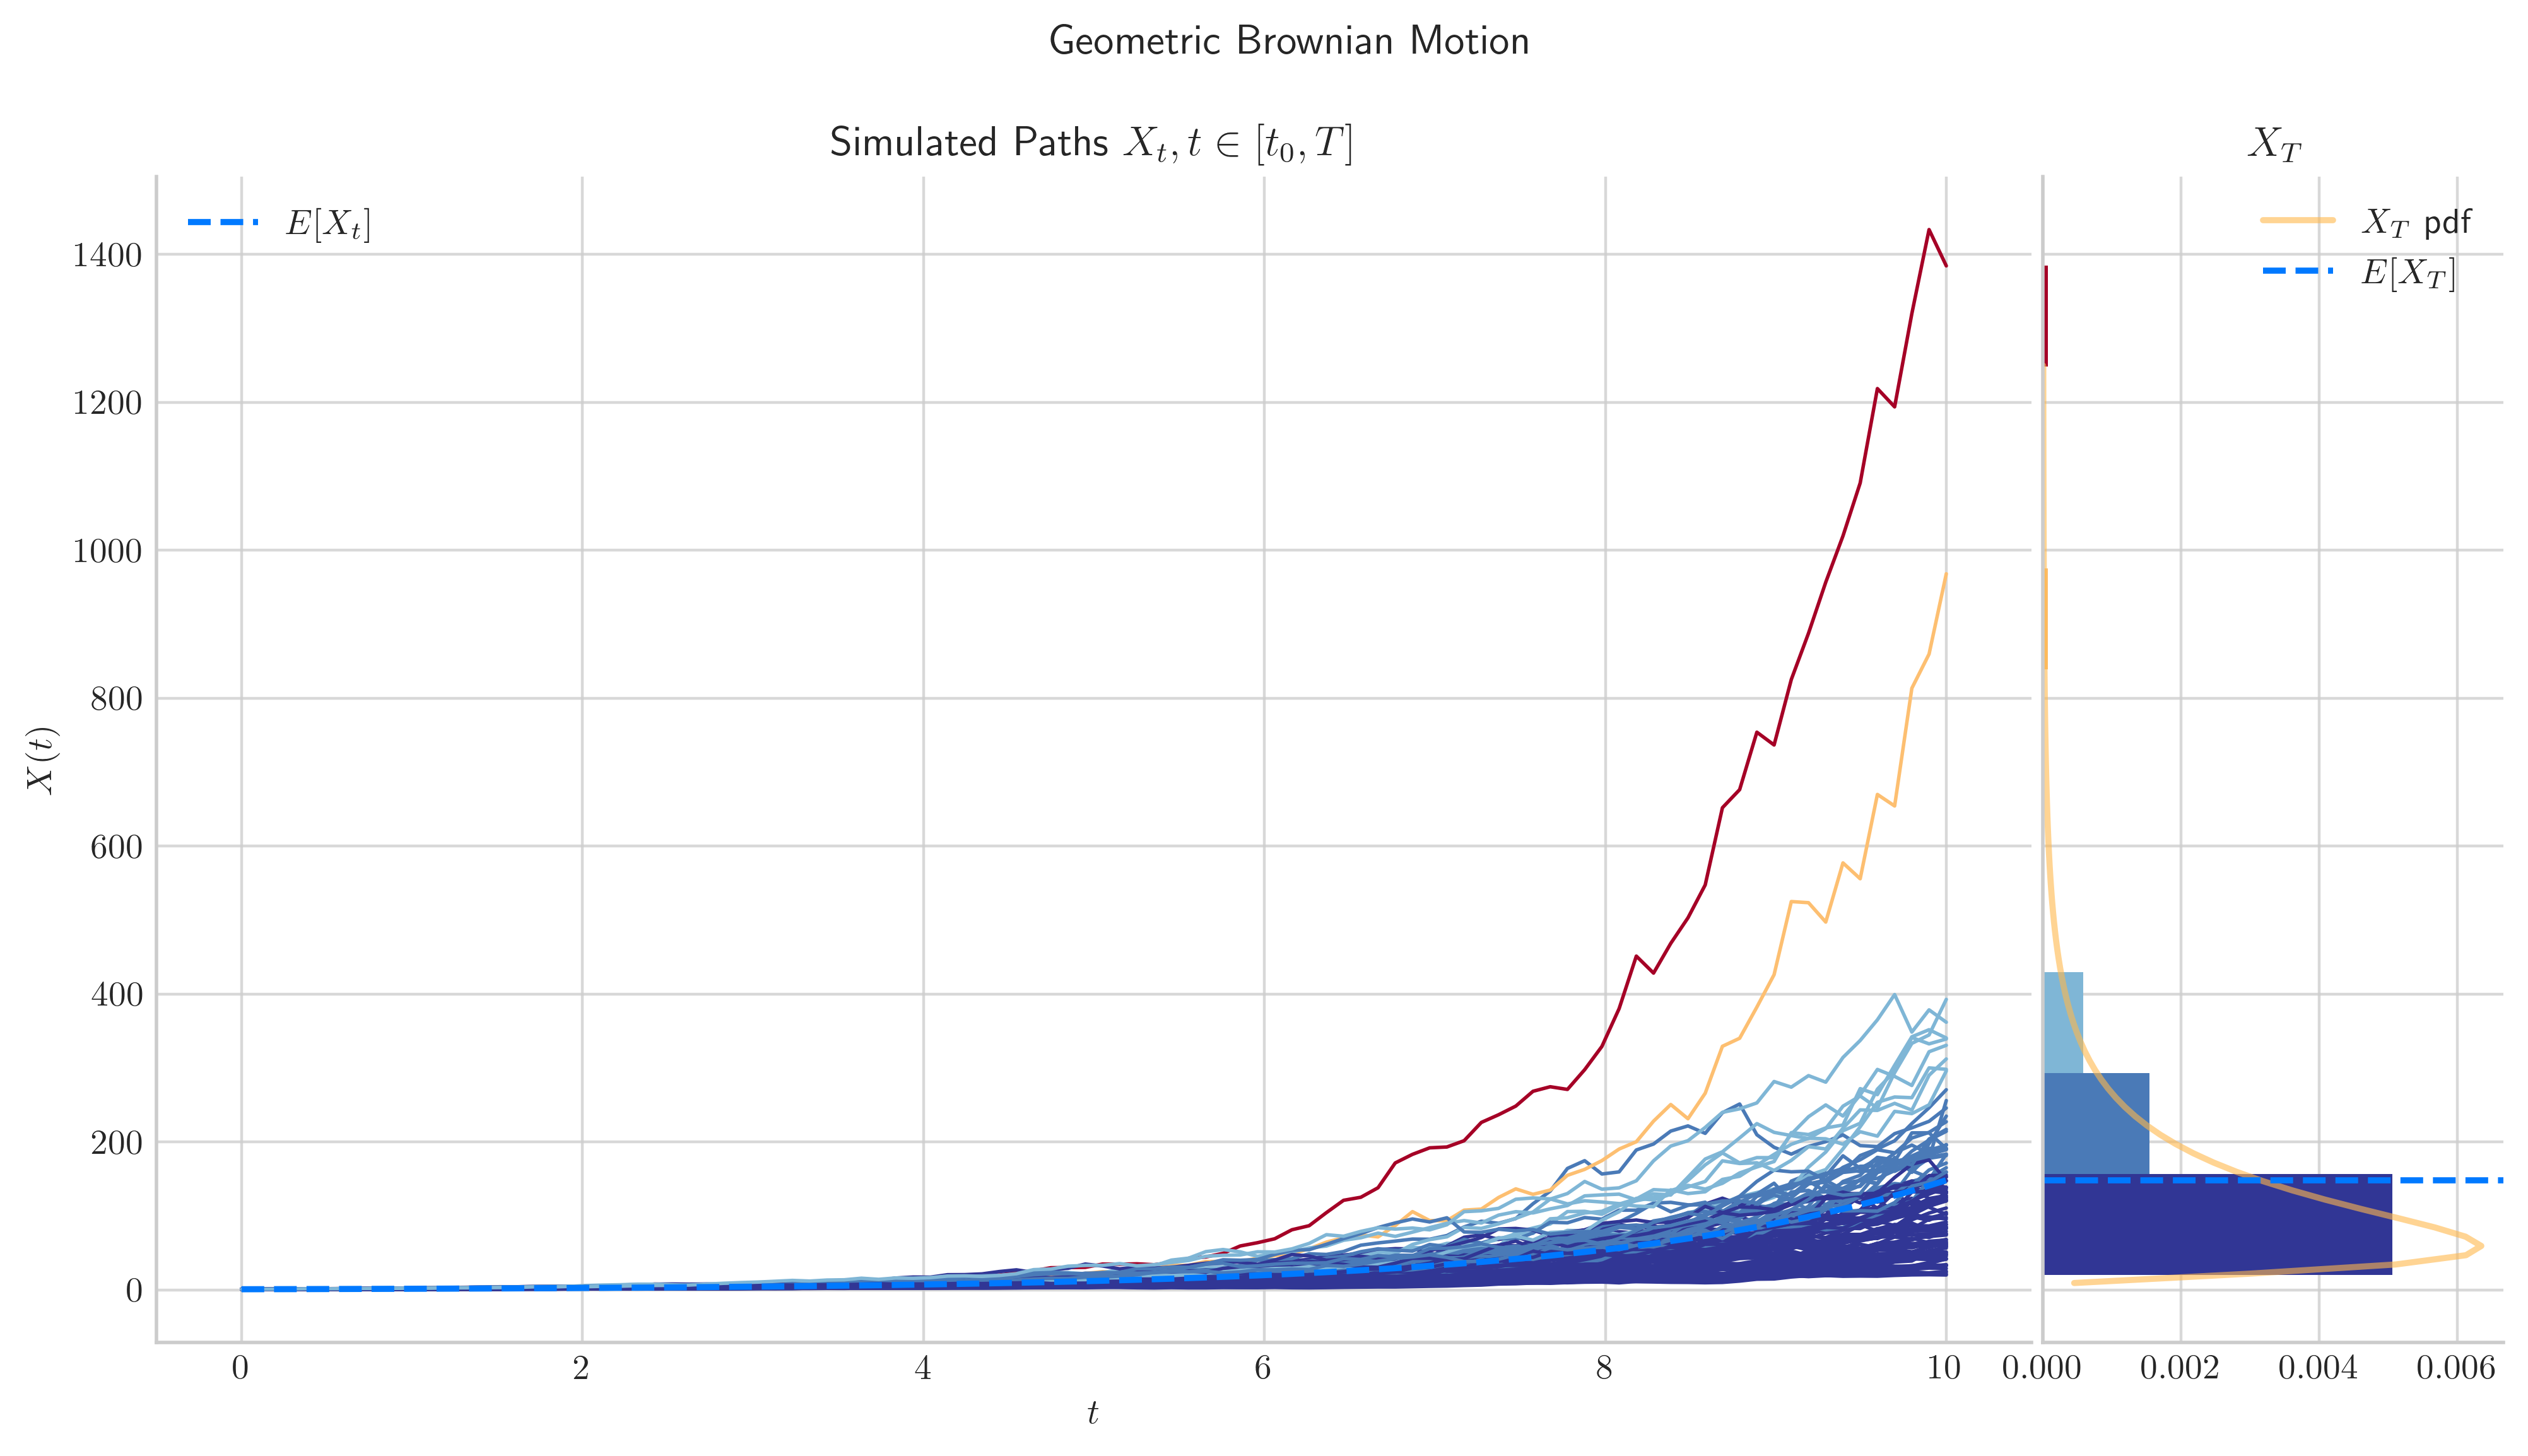 Geometric Brownian Motion
Simulated Paths $X_t, t \in [t_0, T]$
$X_T$
$E[X_t]$
$X_T$ pdf
$E[X_T]$
1400
1200
1000
800
600
400
200
0
$X(t)$
0 2 4 6 8 10
0.000 0.002 0.004 0.006
$t$